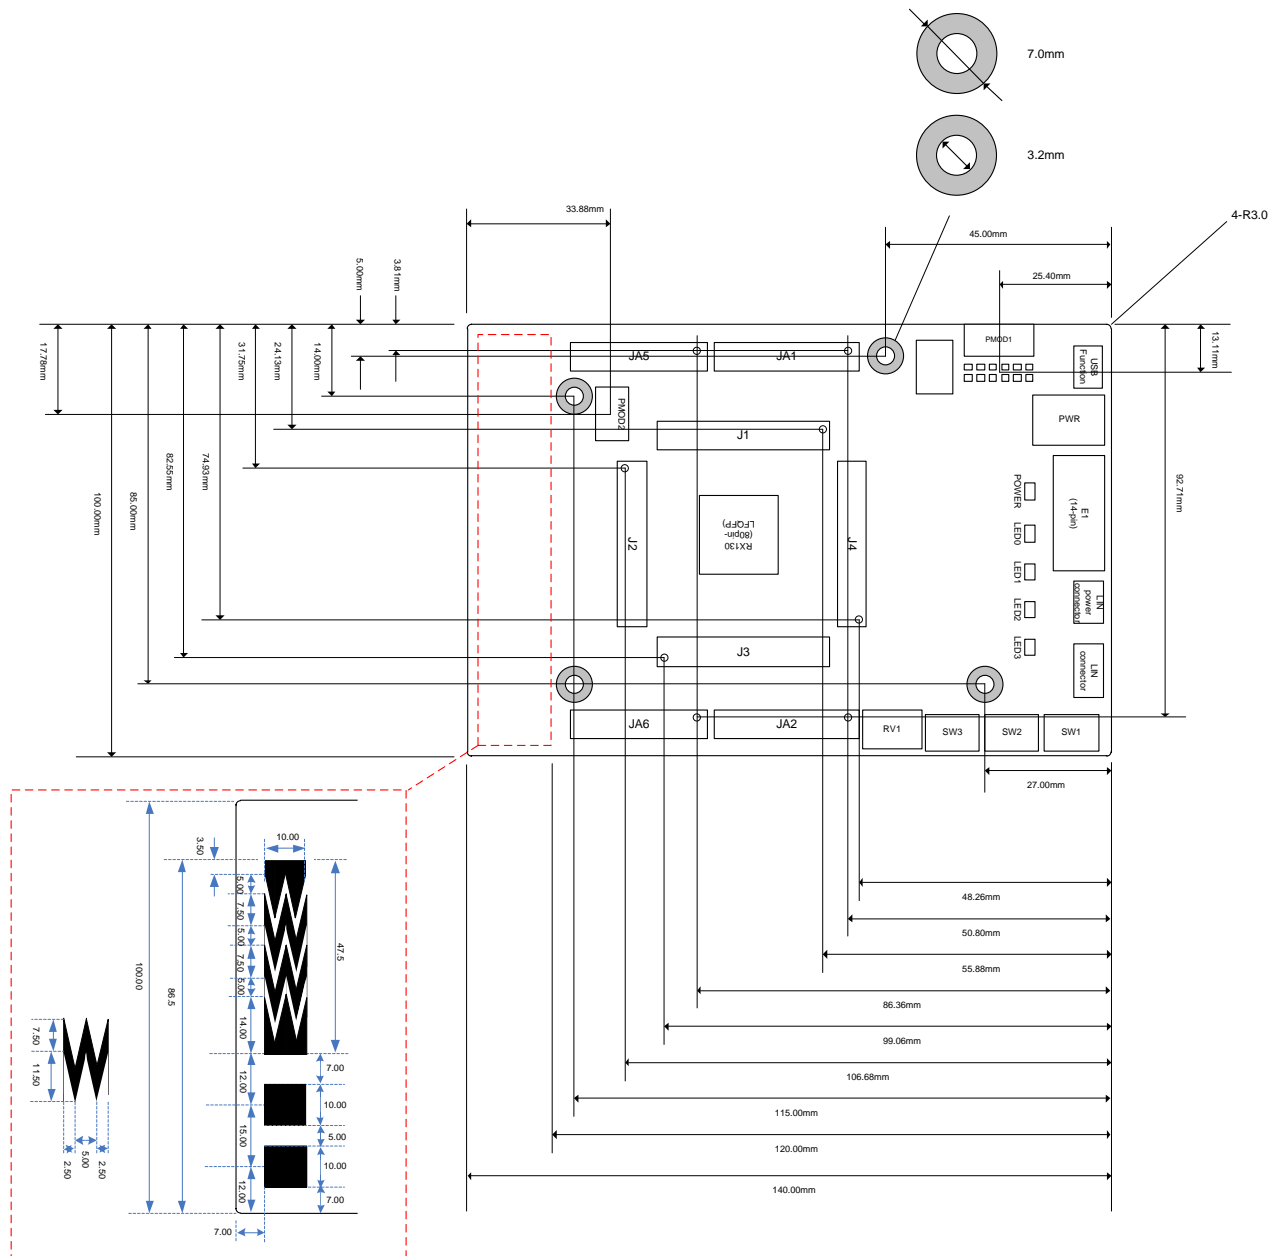 7.0mm
3.2mm
4-R3.0
33.88mm
45.00mm
25.40mm
5.00mm
3.81mm
17.78mm
100.00mm
85.00mm
82.55mm
74.93mm
31.75mm
24.13mm
14.00mm
13.11mm
92.71mm
JA5
JA1
PMOD1
USB
Function
PMOD2
PWR
J1
J2
J4
J3
RX130
(80pin-
LFQFP)
E1
(14-pin)
POWER
LED0
LED1
LED2
LED3
LIN
power
connector
LIN
connector
JA6
JA2
RV1
SW3
SW2
SW1
27.00mm
48.26mm
50.80mm
55.88mm
86.36mm
99.06mm
106.68mm
115.00mm
120.00mm
140.00mm
3.50
10.00
5.00
7.50
5.00
7.50
5.00
14.00
47.5
100.00
86.5
12.00
15.00
12.00
7.00
10.00
5.00
10.00
7.00
7.00
7.50
11.50
2.50
5.00
2.50